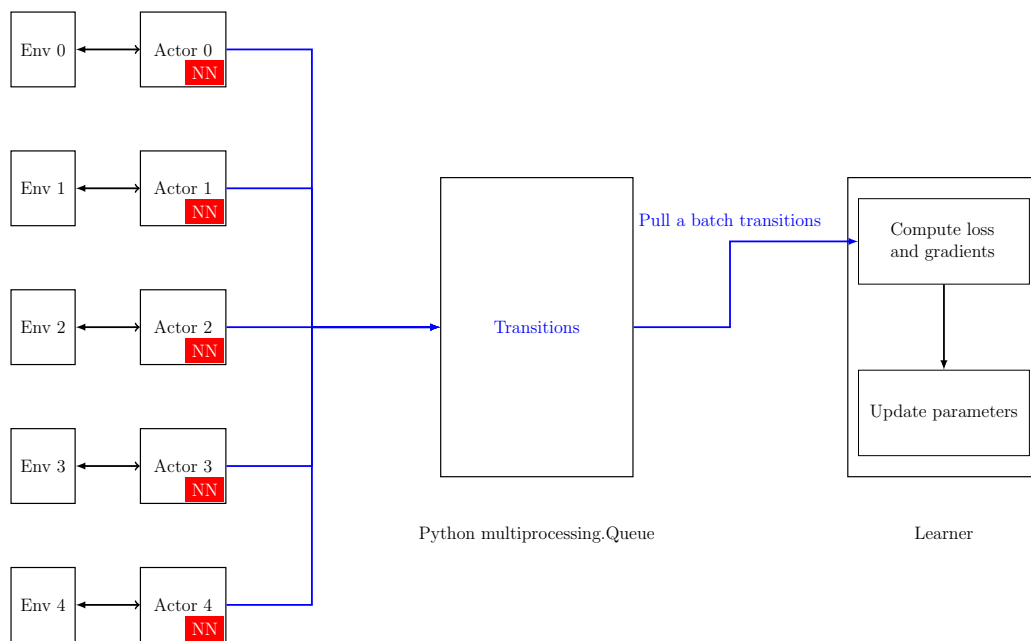 Env 0
Actor 0
NN
Env 1
Actor 1
NN
Env 2
Actor 2
NN
Env 3
Actor 3
NN
Env 4
Actor 4
NN
Transitions
Python multiprocessing.Queue
Pull a batch transitions
Compute loss
and gradients
Update parameters
Learner